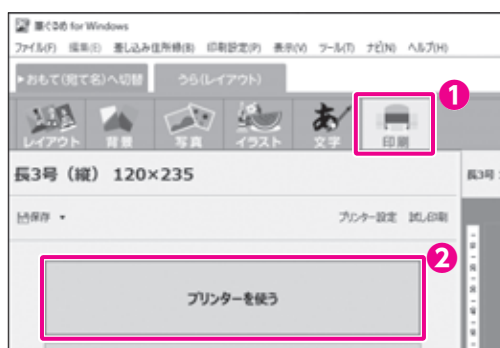 筆ぐるめ for Windows
ファイル(F) 編集(E) 差し込み住所録(B) 印刷設定(P) 表示(V) ツール(T) ナビ(N) ヘルプ(H)
▶おもて(宛て名)へ切替 うら(レイアウト)
1
レイアウト 背景 写真 イラスト 文字 印刷
あ
長3号（縦） 120×235
長3号
保存 ▼ プリンター設定 試し印刷
2
プリンターを使う